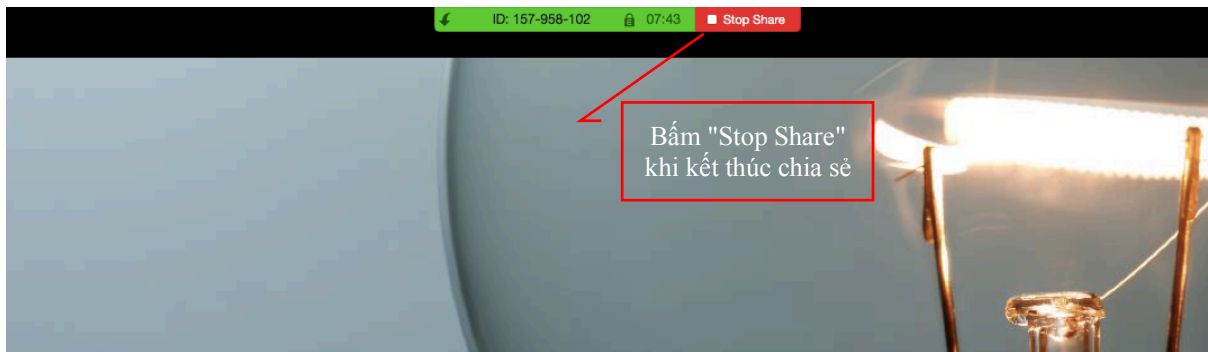 ID: 157-958-102 07:43 Stop Share
Bấm "Stop Share"
khi kết thúc chia sẻ